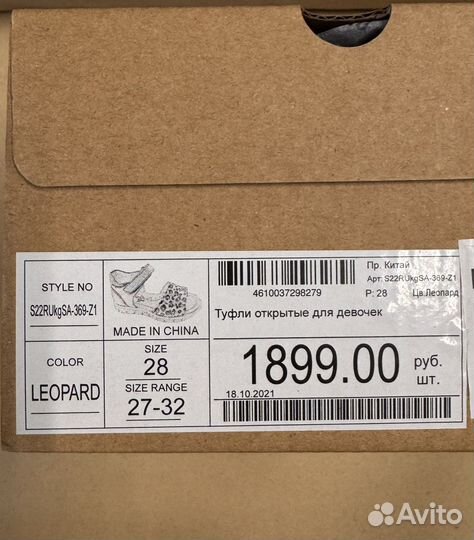 STYLE NO
S22RUkgSA-369-Z1
COLOR
LEOPARD
MADE IN CHINA
SIZE
28
SIZE RANGE
27-32
4610037298279
Пр. Китай
Арт. S22RUkgSA-369-Z1
Р: 28 Цв.Леопард
Туфли открытые для девочек
1899.00 руб.
шт.
18.10.2021
Avito